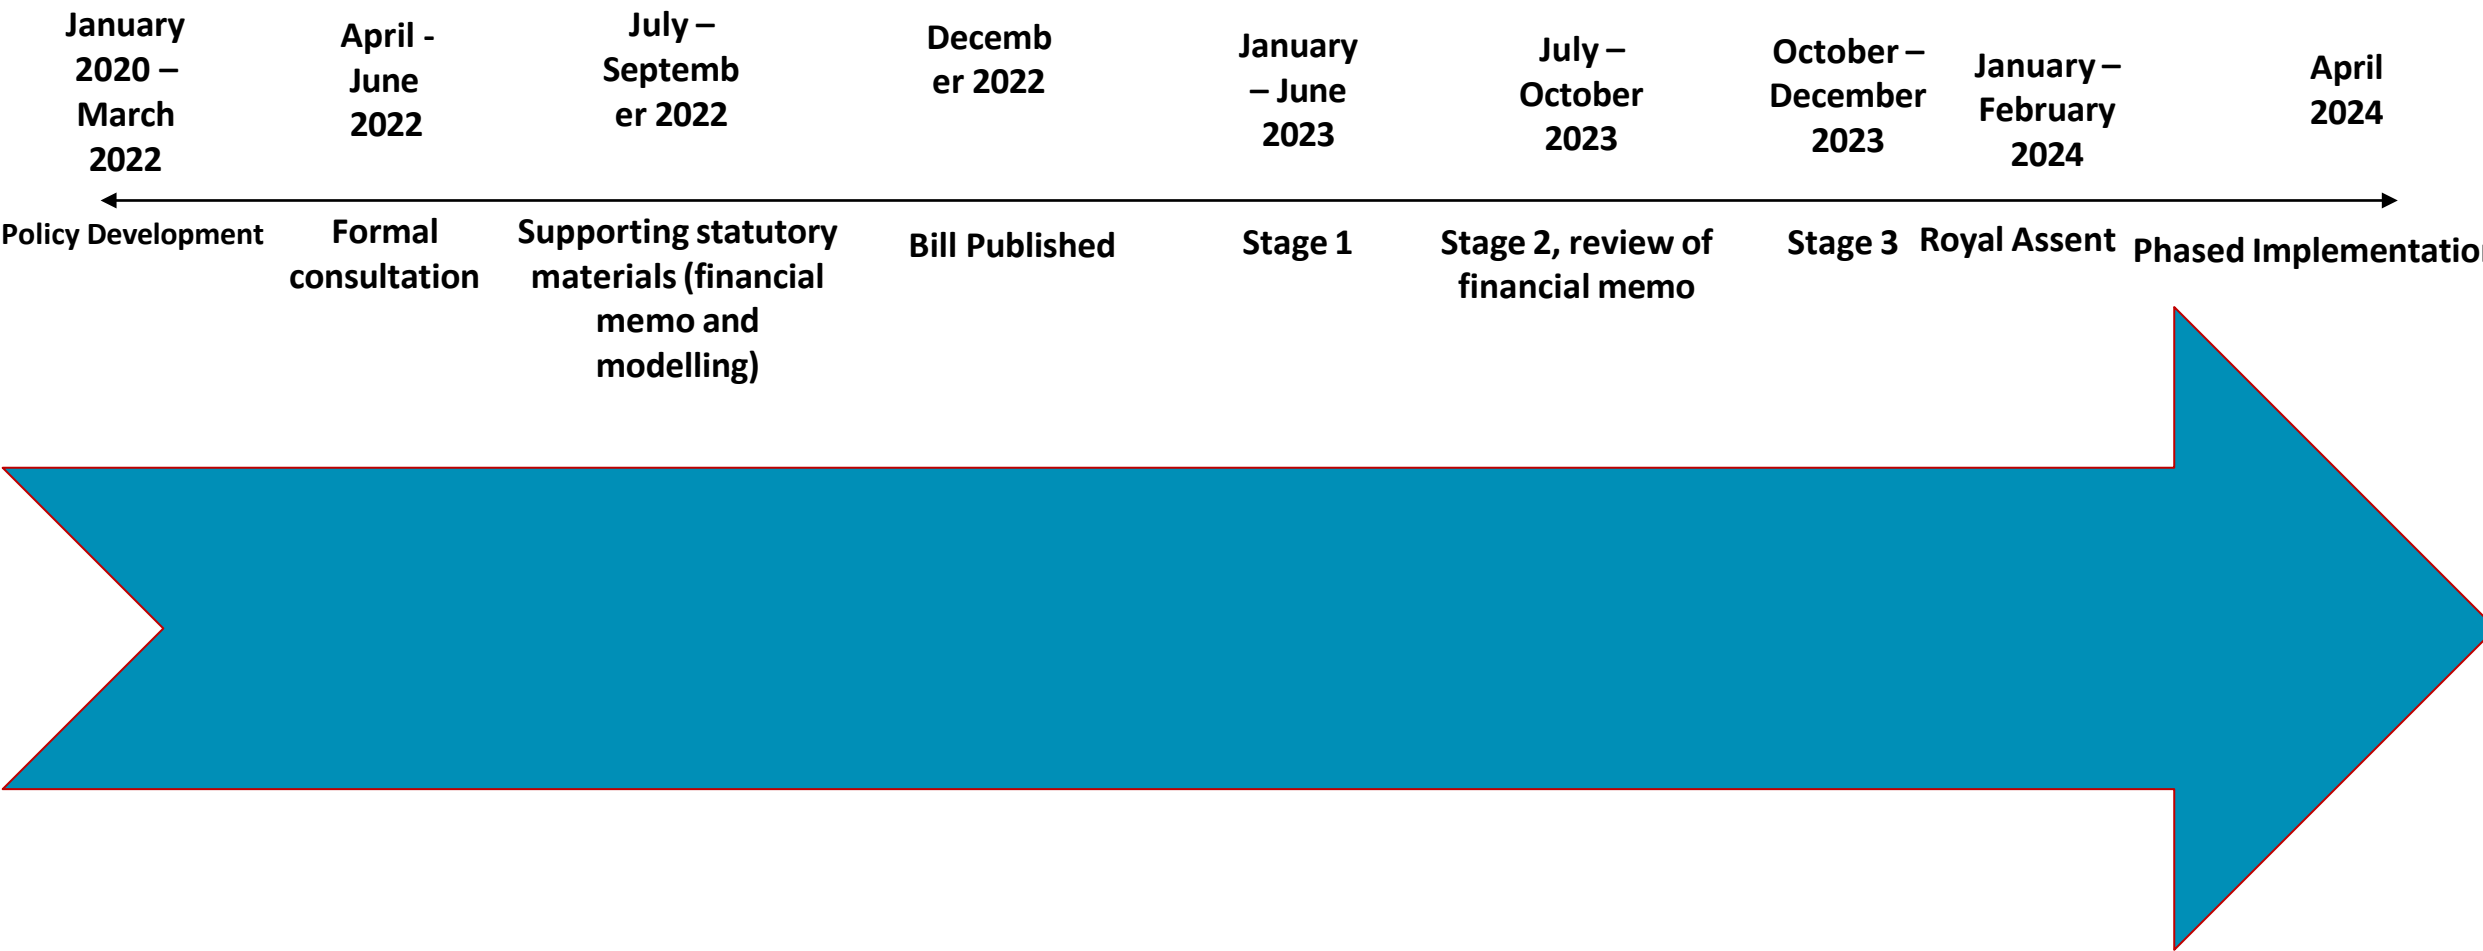 January
2020 –
March
2022
April -
June
2022
July –
Septemb
er 2022
Decemb
er 2022
January
– June
2023
July –
October
2023
October –
December
2023
January –
February
2024
April
2024
Policy Development
Formal
consultation
Supporting statutory
materials (financial
memo and
modelling)
Bill Published
Stage 1
Stage 2, review of
financial memo
Stage 3
Royal Assent
Phased Implementation